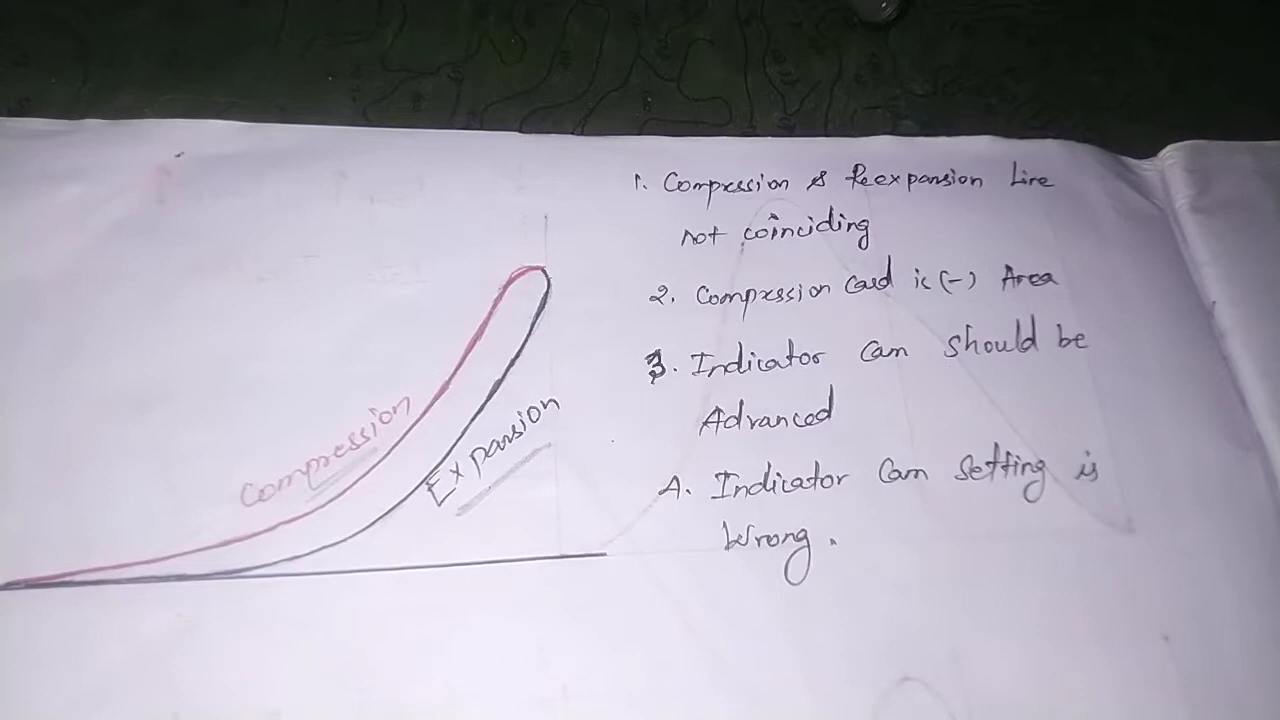 1. Compression & Reexpansion Line
not coinciding
2. Compression Card is (-) Area
3. Indicator Cam should be
Advanced
4. Indicator Cam Setting is
Wrong.
Compression
Expansion